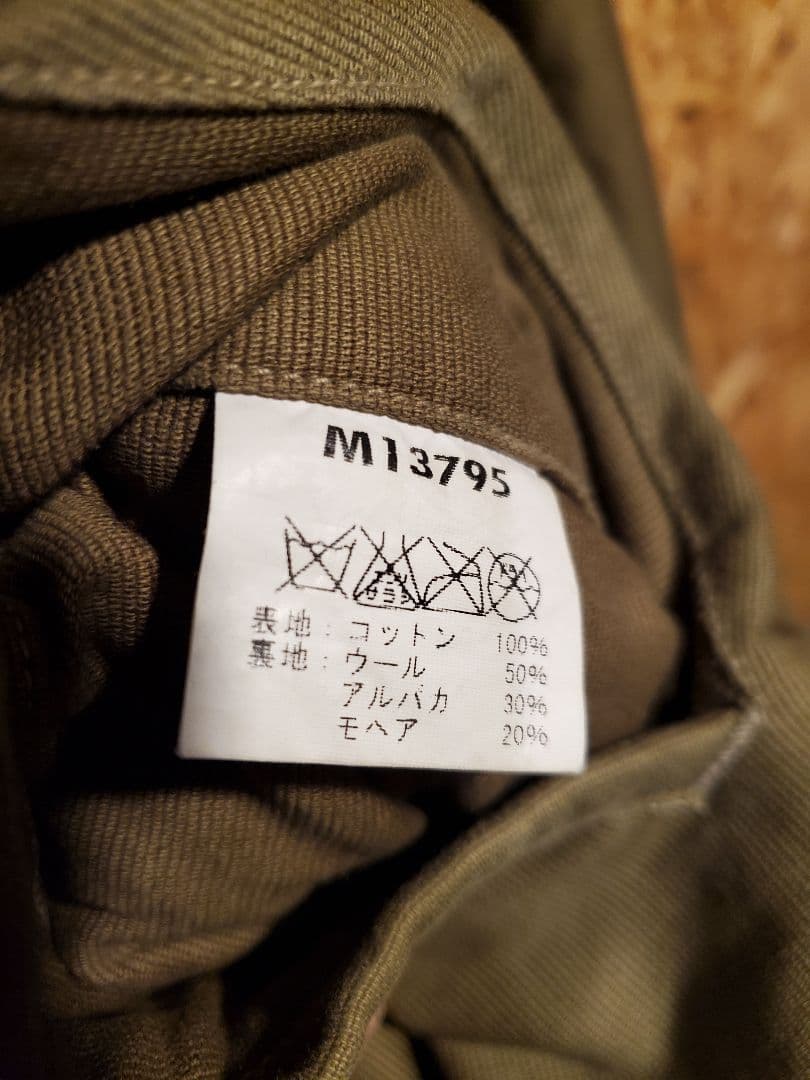 M13795
表地：コットン 100%
裏地：ウール 50%
アルパカ 30%
モヘア 20%